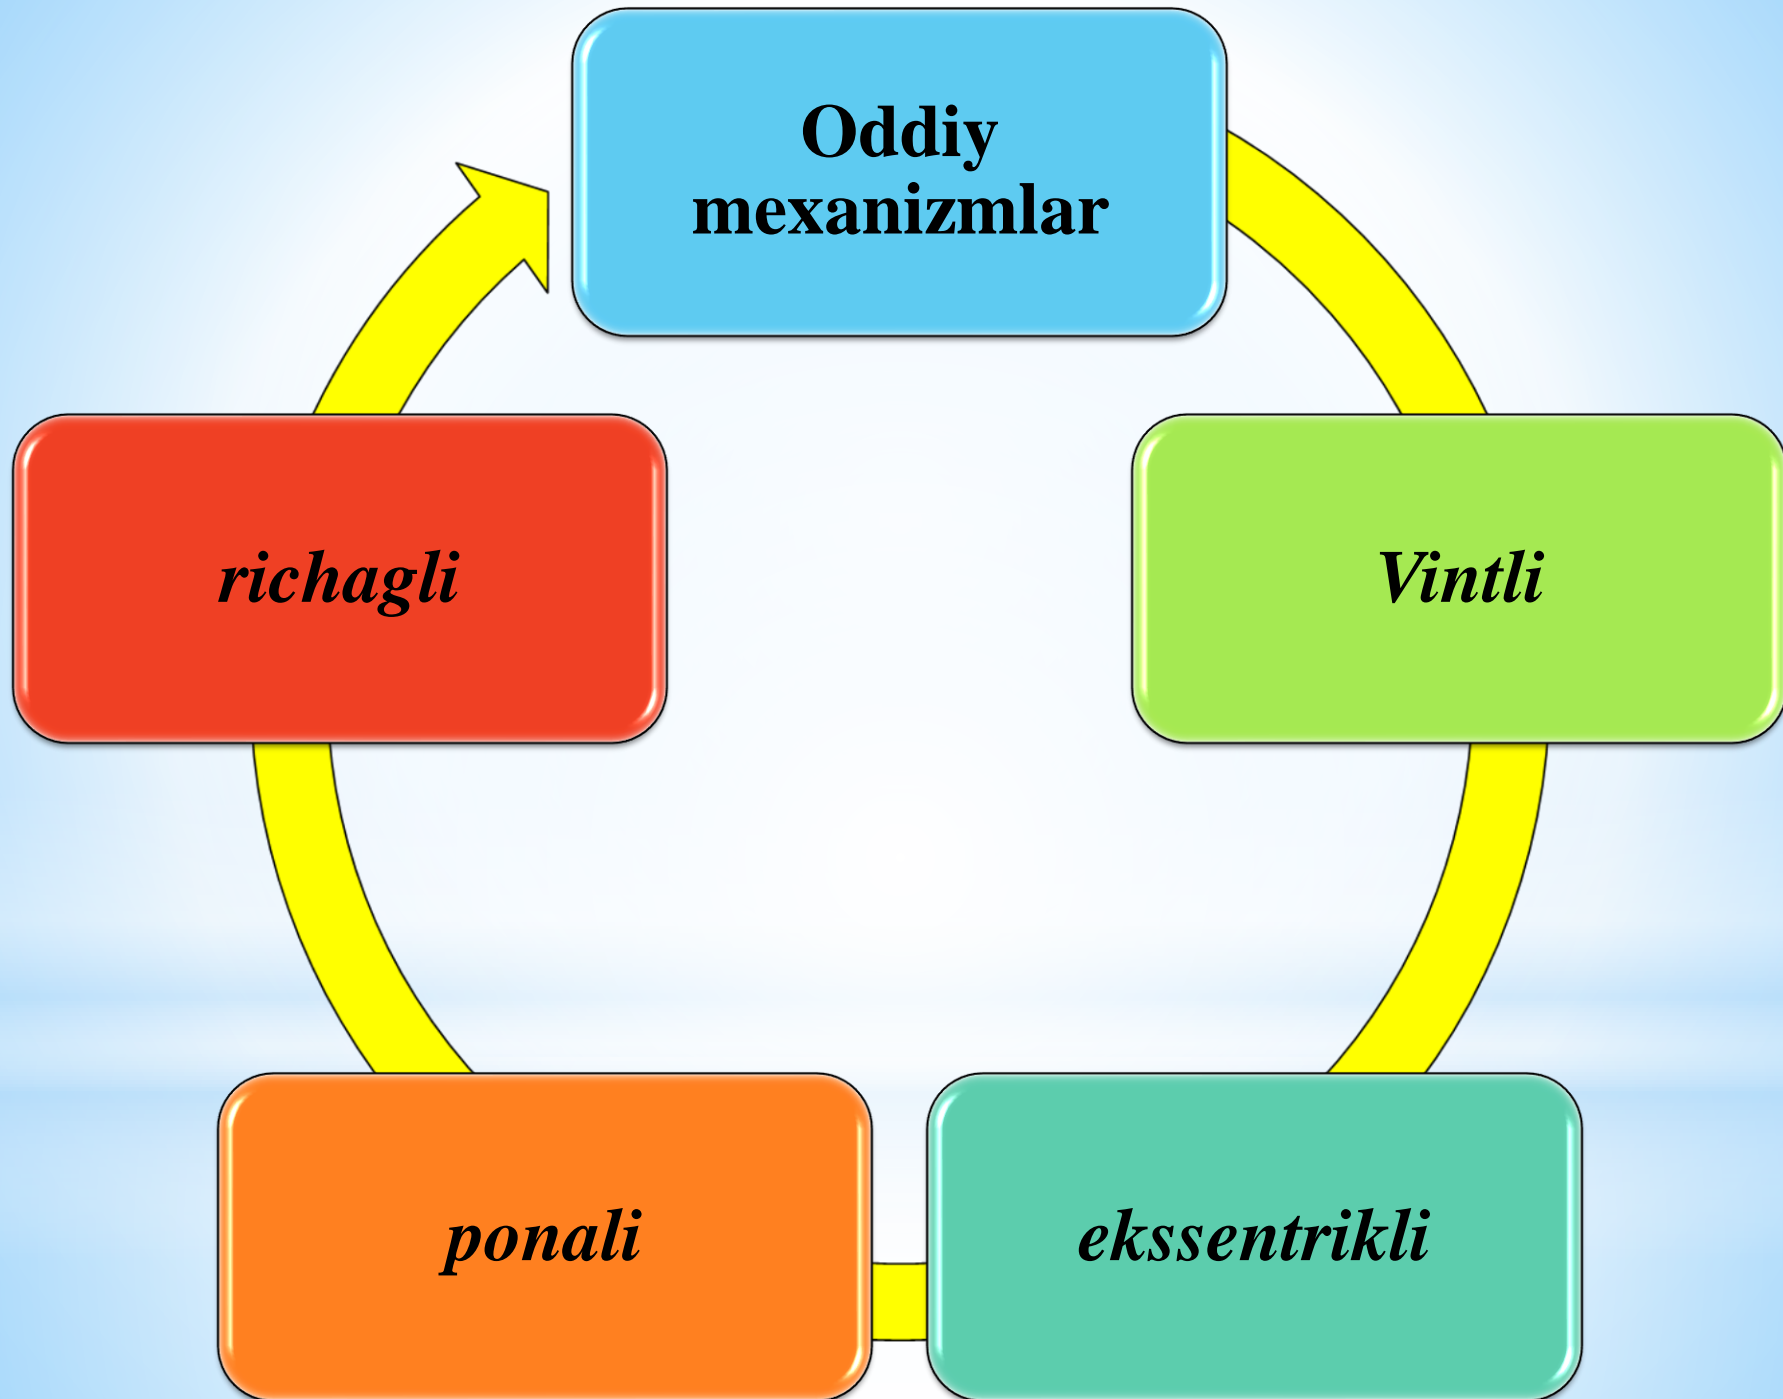 Oddiy
mexanizmlar
richagli
Vintli
ponali
ekssentrikli